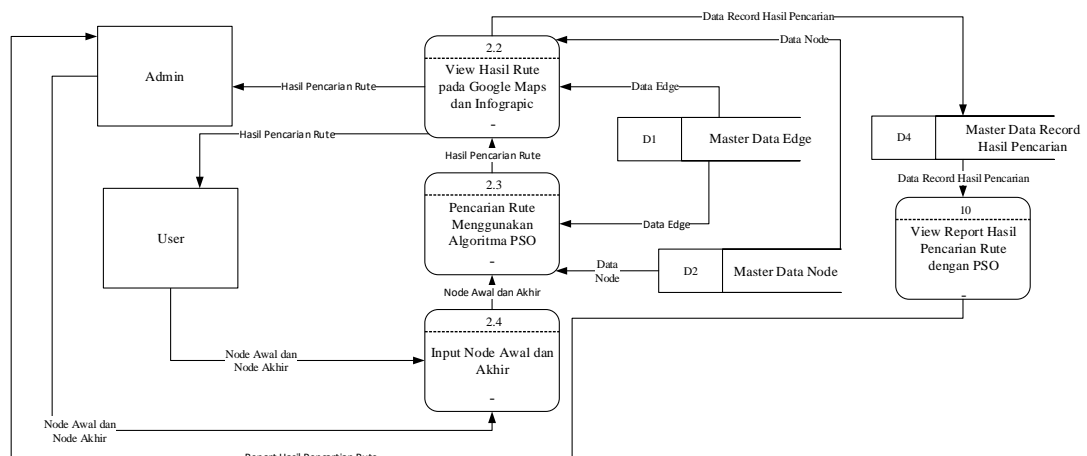 Data Record Hasil Pencarian
Data Node
2.2
View Hasil Rute
pada Google Maps
dan Infograpic
-
Admin
Hasil Pencarian Rute
Data Edge
Hasil Pencarian Rute
D1
Master Data Edge
D4
Master Data Record
Hasil Pencarian
Hasil Pencarian Rute
Data Record Hasil Pencarian
2.3
Pencarian Rute
Menggunakan
Algoritma PSO
-
User
Data Edge
10
View Report Hasil
Pencarian Rute
dengan PSO
-
Data
Node
D2
Master Data Node
Node Awal dan Akhir
2.4
Input Node Awal dan
Akhir
-
Node Awal dan
Node Akhir
Node Awal dan
Node Akhir
Report Hasil Pencartian Rute